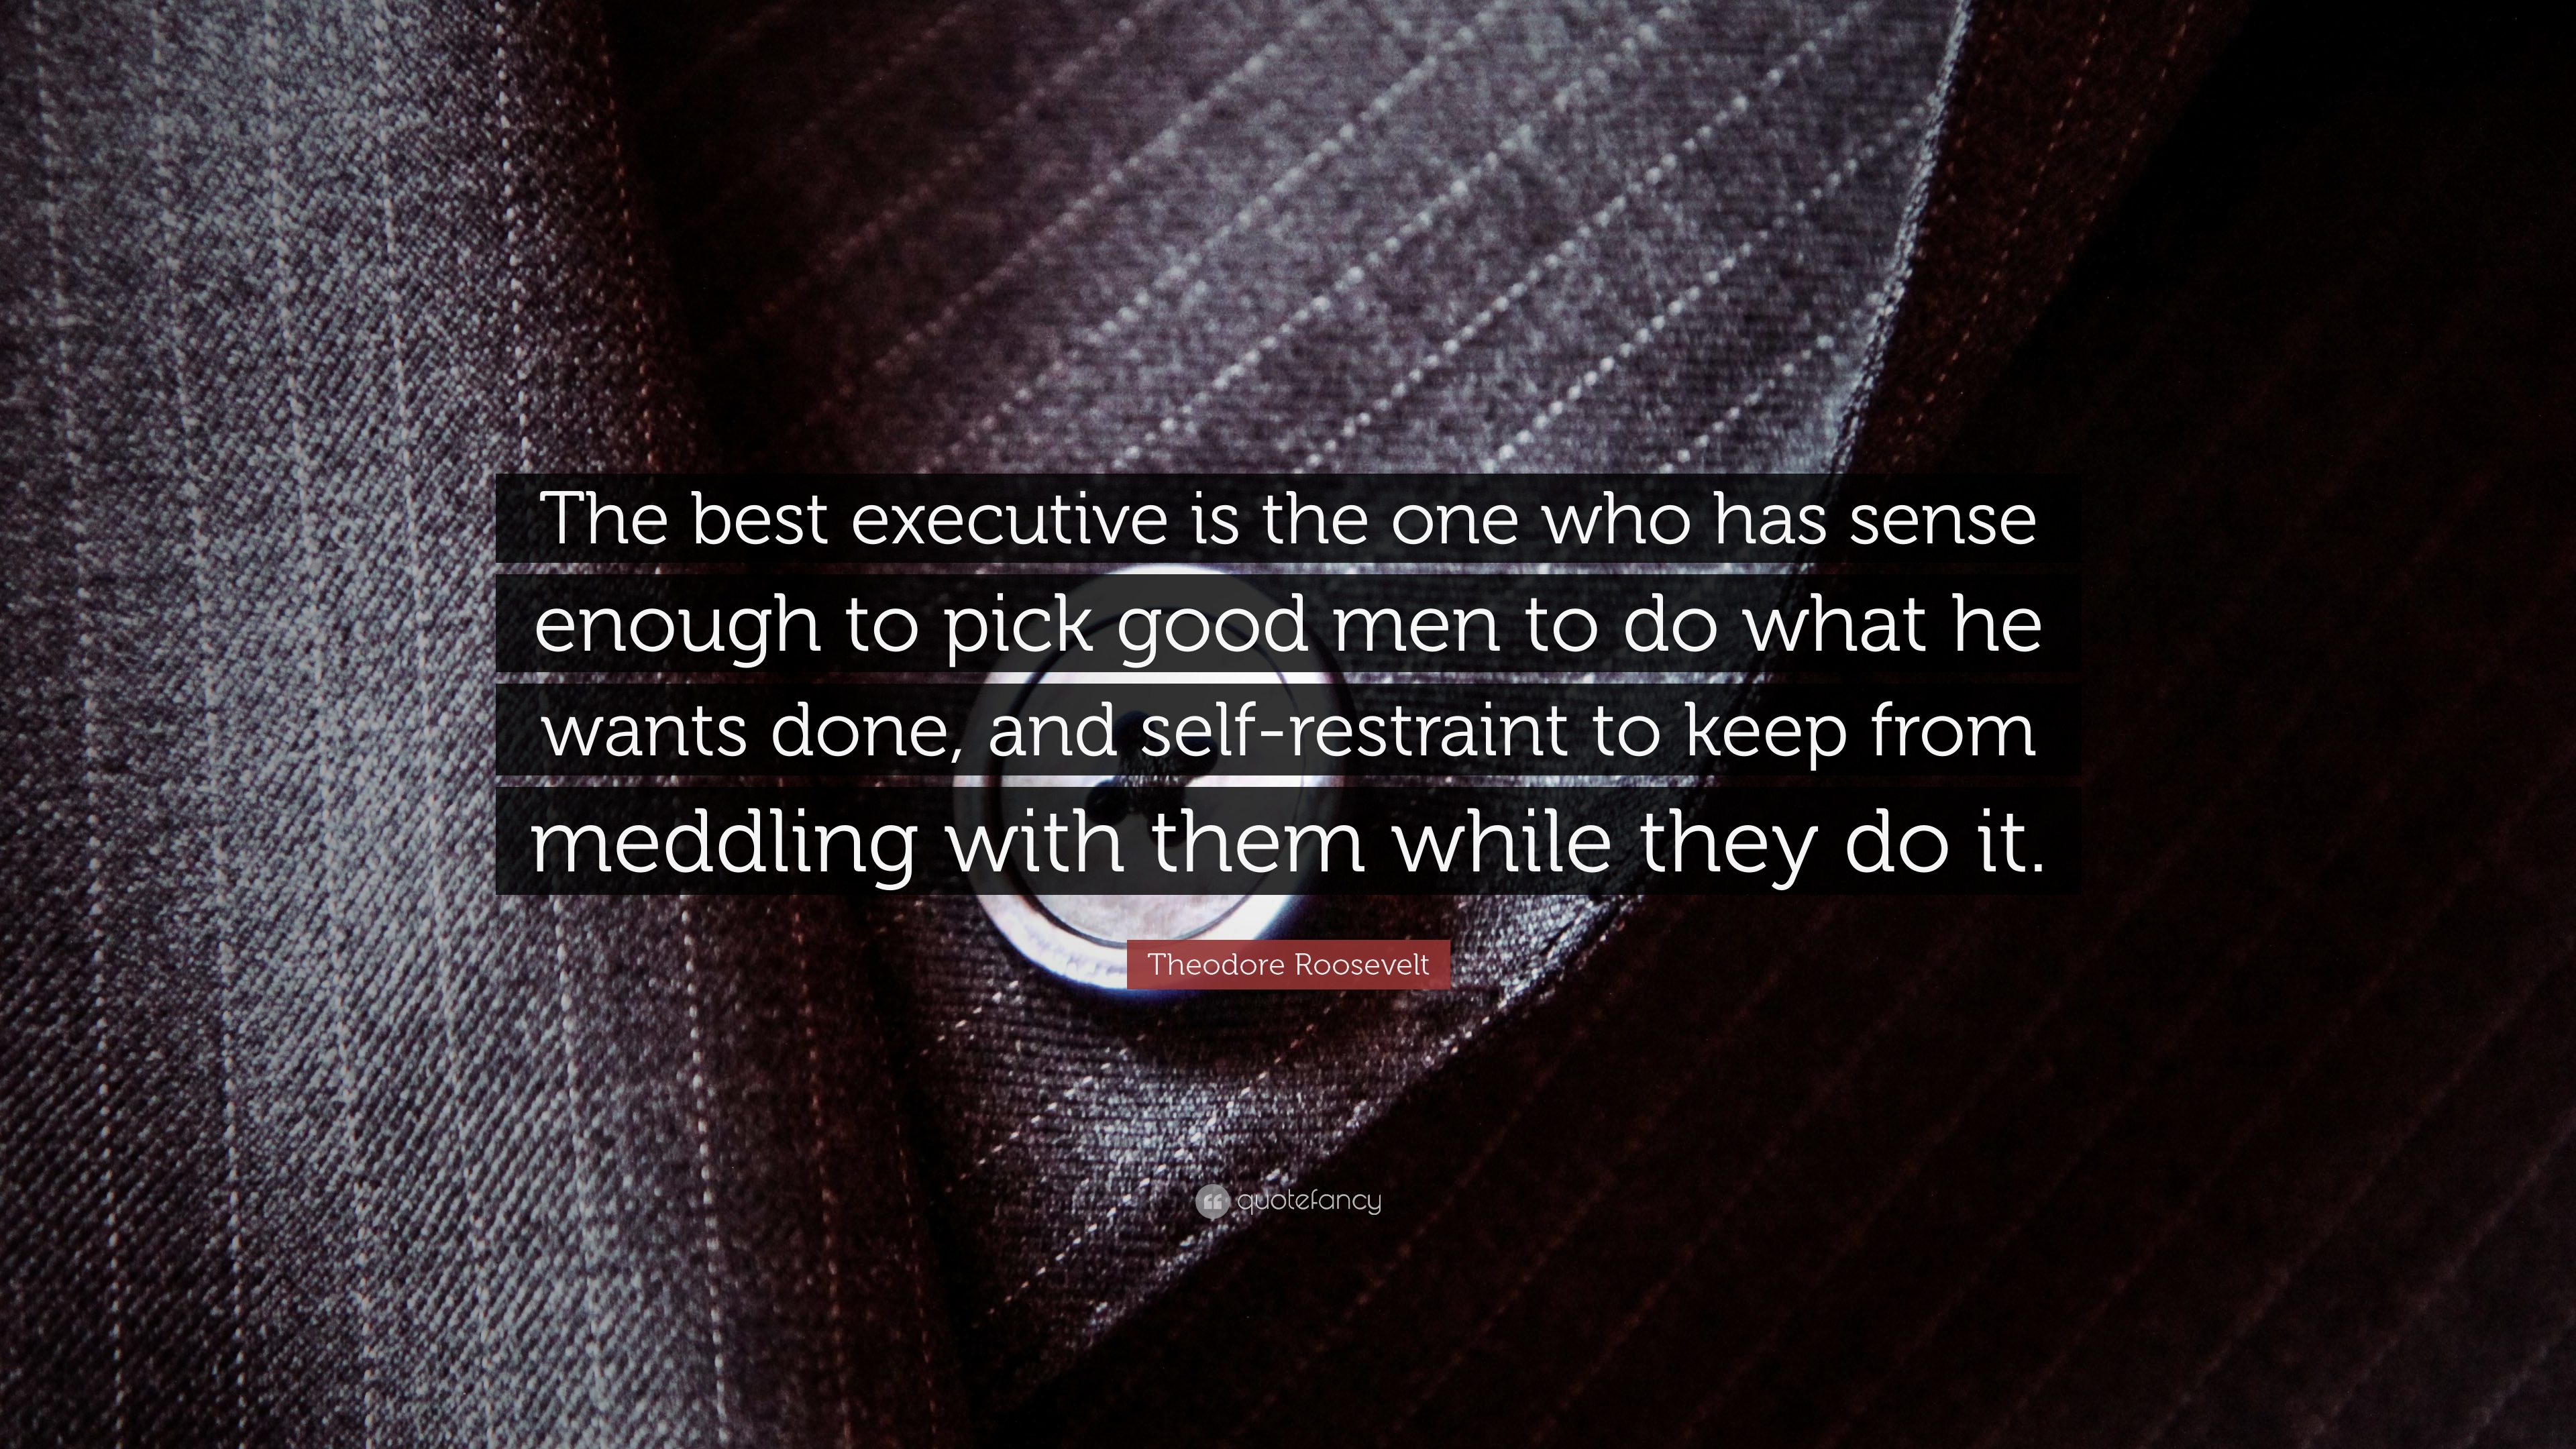 The best executive is the one who has sense
enough to pick good men to do what he
wants done, and self-restraint to keep from
meddling with them while they do it.
Theodore Roosevelt
quotefancy